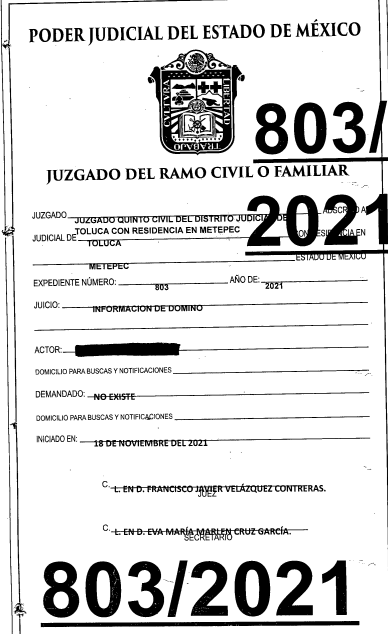 PODER JUDICIAL DEL ESTADO DE MÉXICO
CULTURA LIBERTAD
TRABAJO
803/
2021
JUZGADO DEL RAMO CIVIL O FAMILIAR
JUZGADO JUZGADO QUINTO CIVIL DEL DISTRITO JUDICIAL DE ADSCRITO A
JUDICIAL DE TOLUCA CON RESIDENCIA EN METEPEC CON RESIDENCIA EN
TOLUCA
ESTADO DE MÉXICO
METEPEC
EXPEDIENTE NÚMERO: 803 AÑO DE: 2021
JUICIO: INFORMACION DE DOMINO
ACTOR:
DOMICILIO PARA BUSCAS Y NOTIFICACIONES
DEMANDADO: NO EXISTE
DOMICILIO PARA BUSCAS Y NOTIFICACIONES
INICIADO EN: 18 DE NOVIEMBRE DEL 2021
C. L. EN D. FRANCISCO JAVIER VELÁZQUEZ CONTRERAS.
JUEZ
C. L. EN D. EVA MARÍA MARLEN CRUZ GARCÍA.
SECRETARIO
803/2021